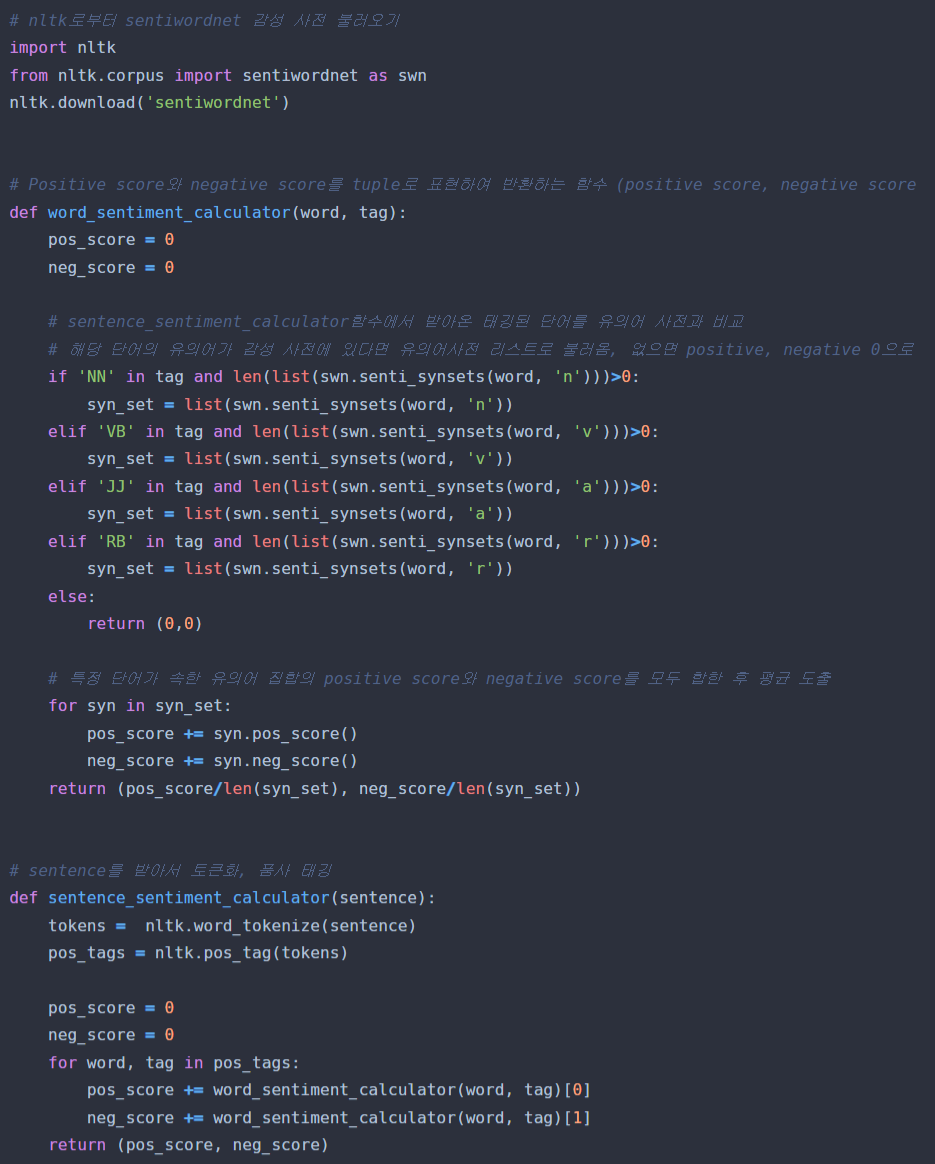 # nltk로부터 sentiwordnet 감성 사전 불러오기
import nltk
from nltk.corpus import sentiwordnet as swn
nltk.download('sentiwordnet')
# Positive score와 negative score를 tuple로 표현하여 반환하는 함수 (positive score, negative score
def word_sentiment_calculator(word, tag):
    pos_score = 0
    neg_score = 0
    # sentence_sentiment_calculator함수에서 받아온 태깅된 단어를 유의어 사전과 비교
    # 해당 단어의 유의어가 감성 사전에 있다면 유의어사전 리스트로 불러옴, 없으면 positive, negative 0으로
    if 'NN' in tag and len(list(swn.senti_synsets(word, 'n')))>0:
        syn_set = list(swn.senti_synsets(word, 'n'))
    elif 'VB' in tag and len(list(swn.senti_synsets(word, 'v')))>0:
        syn_set = list(swn.senti_synsets(word, 'v'))
    elif 'JJ' in tag and len(list(swn.senti_synsets(word, 'a')))>0:
        syn_set = list(swn.senti_synsets(word, 'a'))
    elif 'RB' in tag and len(list(swn.senti_synsets(word, 'r')))>0:
        syn_set = list(swn.senti_synsets(word, 'r'))
    else:
        return (0,0)
    # 특정 단어가 속한 유의어 집합의 positive score와 negative score를 모두 합한 후 평균 도출
    for syn in syn_set:
        pos_score += syn.pos_score()
        neg_score += syn.neg_score()
    return (pos_score/len(syn_set), neg_score/len(syn_set))
# sentence를 받아서 토큰화, 품사 태깅
def sentence_sentiment_calculator(sentence):
    tokens =  nltk.word_tokenize(sentence)
    pos_tags = nltk.pos_tag(tokens)
    pos_score = 0
    neg_score = 0
    for word, tag in pos_tags:
        pos_score += word_sentiment_calculator(word, tag)[0]
        neg_score += word_sentiment_calculator(word, tag)[1]
    return (pos_score, neg_score)